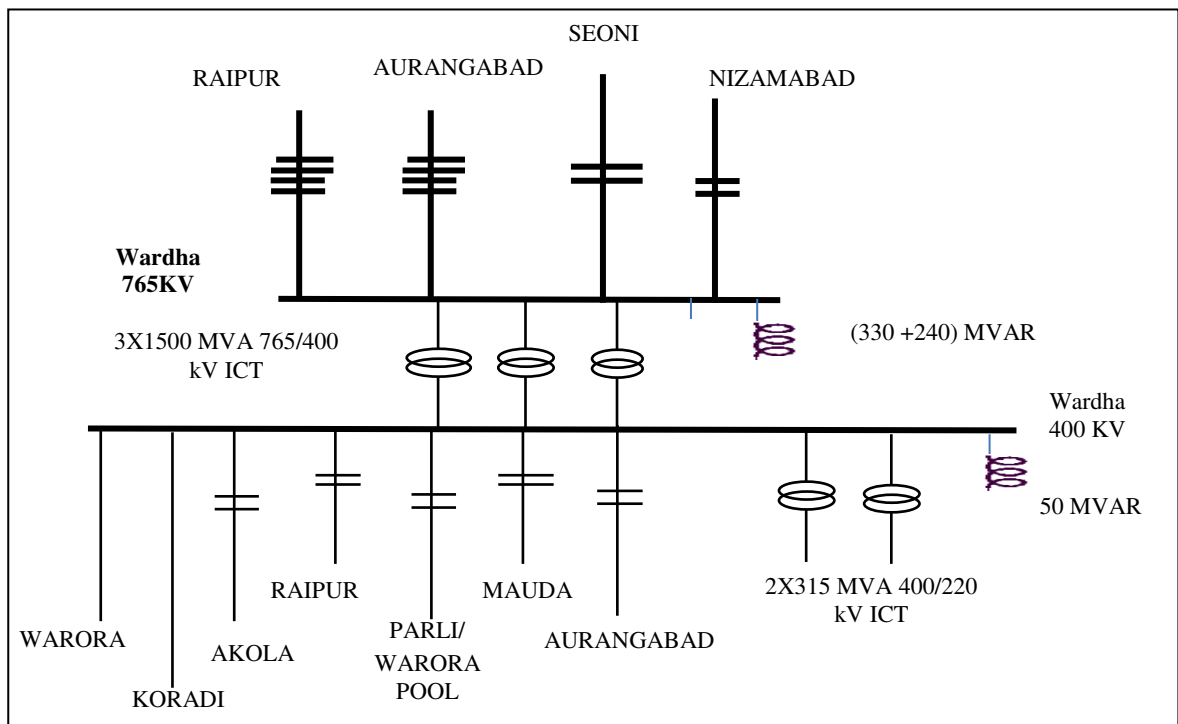 SEONI
AURANGABAD
RAIPUR
NIZAMABAD
Wardha
765KV
3X1500 MVA 765/400
kV ICT
(330 +240) MVAR
Wardha
400 KV
50 MVAR
RAIPUR
MAUDA
2X315 MVA 400/220
kV ICT
WARORA
AKOLA
PARLI/
WARORA
POOL
AURANGABAD
KORADI